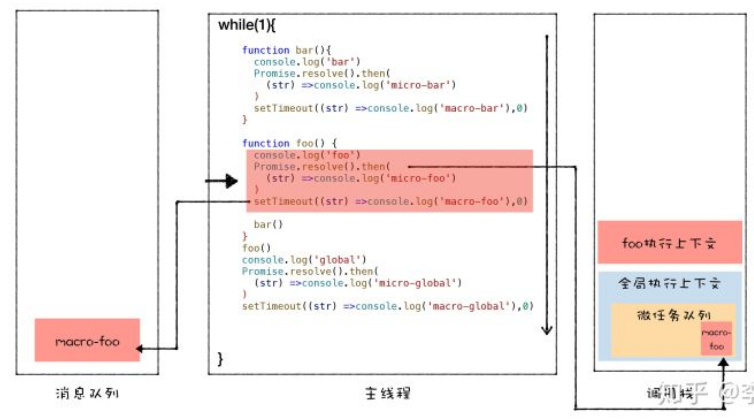 while(1){
function bar(){
console.log('bar')
Promise.resolve().then(
(str) =>console.log('micro-bar')
)
setTimeout((str) =>console.log('macro-bar'),0)
}
function foo() {
console.log('foo')
Promise.resolve().then(
(str) =>console.log('micro-foo')
)
setTimeout((str) =>console.log('macro-foo'),0)
bar()
}
foo()
console.log('global')
Promise.resolve().then(
(str) =>console.log('micro-global')
)
setTimeout((str) =>console.log('macro-global'),0)
}
macro-foo
foo执行上下文
全局执行上下文
微任务队列
macro-
foo
消息队列
主线程
调用栈
知乎 @李